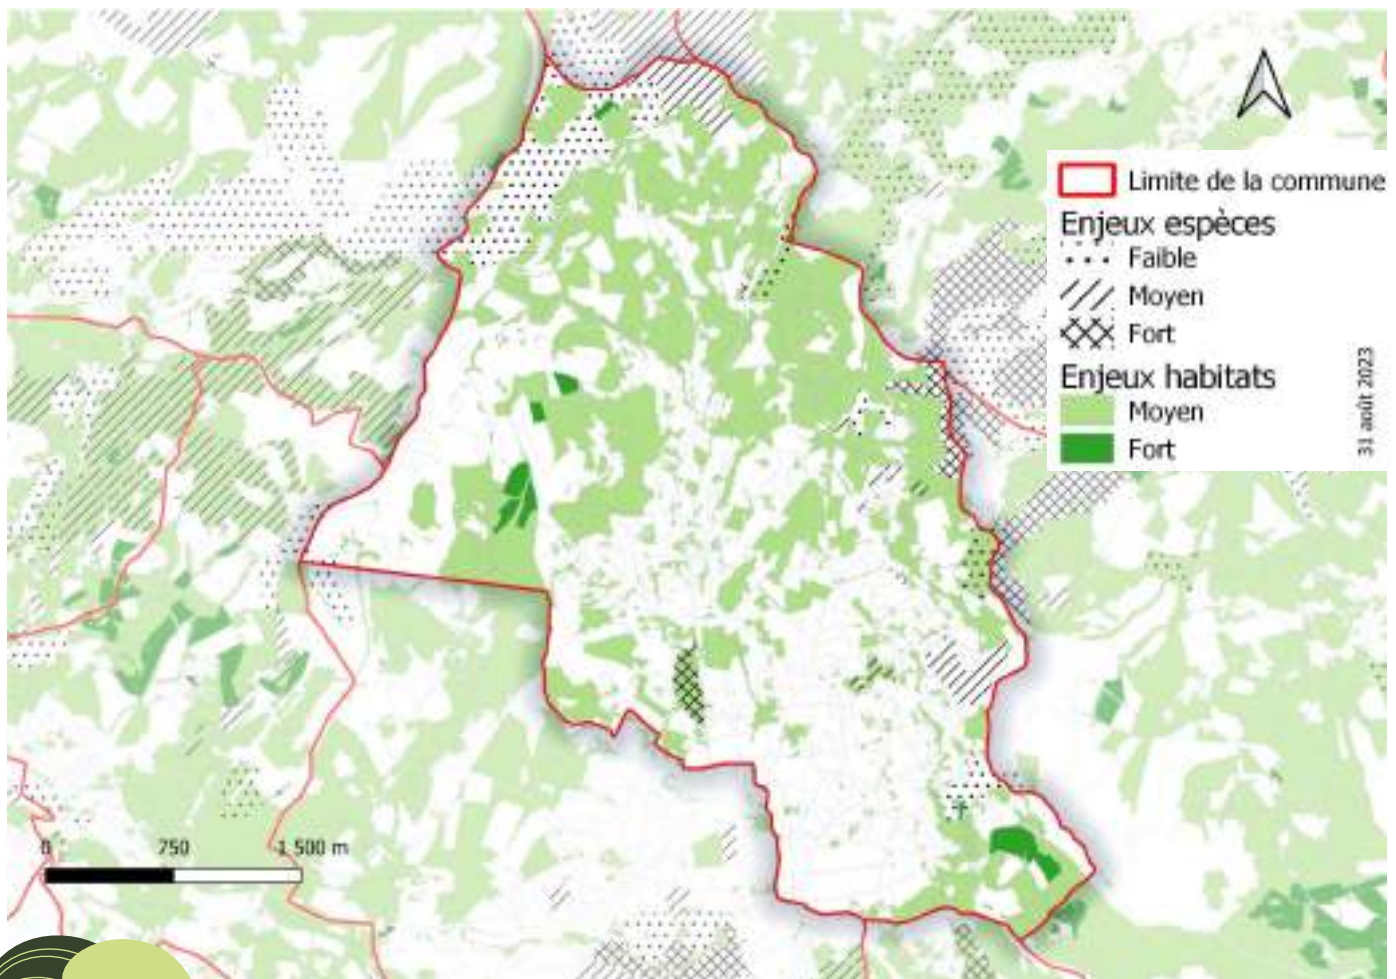 Limite de la commune
Enjeux espèces
Faible
Moyen
Fort
Enjeux habitats
Moyen
Fort
31 août 2023
0 750 1 500 m